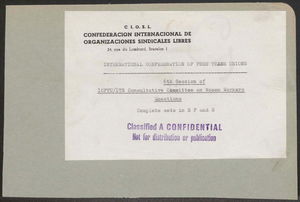 C I O S L
CONFEDERACION INTERNACIONAL DE
ORGANIZACIONES SINDICALES LIBRES
24, rue du Lombard, Bruselas 1
INTERNATIONAL CONFEDERATION OF FREE TRADE UNIONS
6th Session of
ICFTU/ITS Consultative Committee on Women Workers
Questions
Complete sets in E F and S
Classified A CONFIDENTIAL
Not for distribution or publication